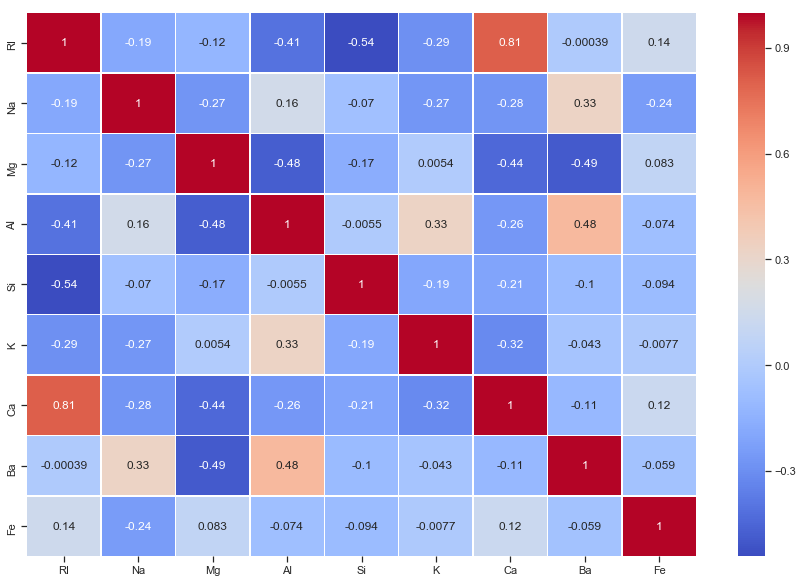 RI 1 -0.19 -0.12 -0.41 -0.54 -0.29 0.81 -0.00039 0.14
Na -0.19 1 -0.27 0.16 -0.07 -0.27 -0.28 0.33 -0.24
Mg -0.12 -0.27 1 -0.48 -0.17 0.0054 -0.44 -0.49 0.083
Al -0.41 0.16 -0.48 1 -0.0055 0.33 -0.26 0.48 -0.074
Si -0.54 -0.07 -0.17 -0.0055 1 -0.19 -0.21 -0.1 -0.094
K -0.29 -0.27 0.0054 0.33 -0.19 1 -0.32 -0.043 -0.0077
Ca 0.81 -0.28 -0.44 -0.26 -0.21 -0.32 1 -0.11 0.12
Ba -0.00039 0.33 -0.49 0.48 -0.1 -0.043 -0.11 1 -0.059
Fe 0.14 -0.24 0.083 -0.074 -0.094 -0.0077 0.12 -0.059 1
RI Na Mg Al Si K Ca Ba Fe
0.9
0.6
0.3
0.0
−0.3